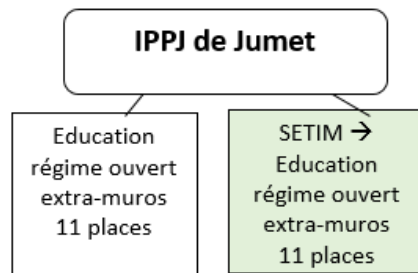 IPPJ de Jumet
Education
régime ouvert
extra-muros
11 places
SETIM →
Education
régime ouvert
extra-muros
11 places